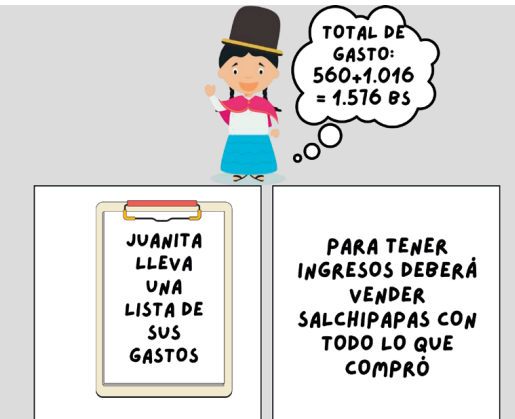 TOTAL DE
GASTO:
560+1.016
= 1.576 BS
JUANITA
LLEVA
UNA
LISTA DE
SUS
GASTOS
PARA TENER
INGRESOS DEBERÁ
VENDER
SALCHIPAPAS CON
TODO LO QUE
COMPRÓ